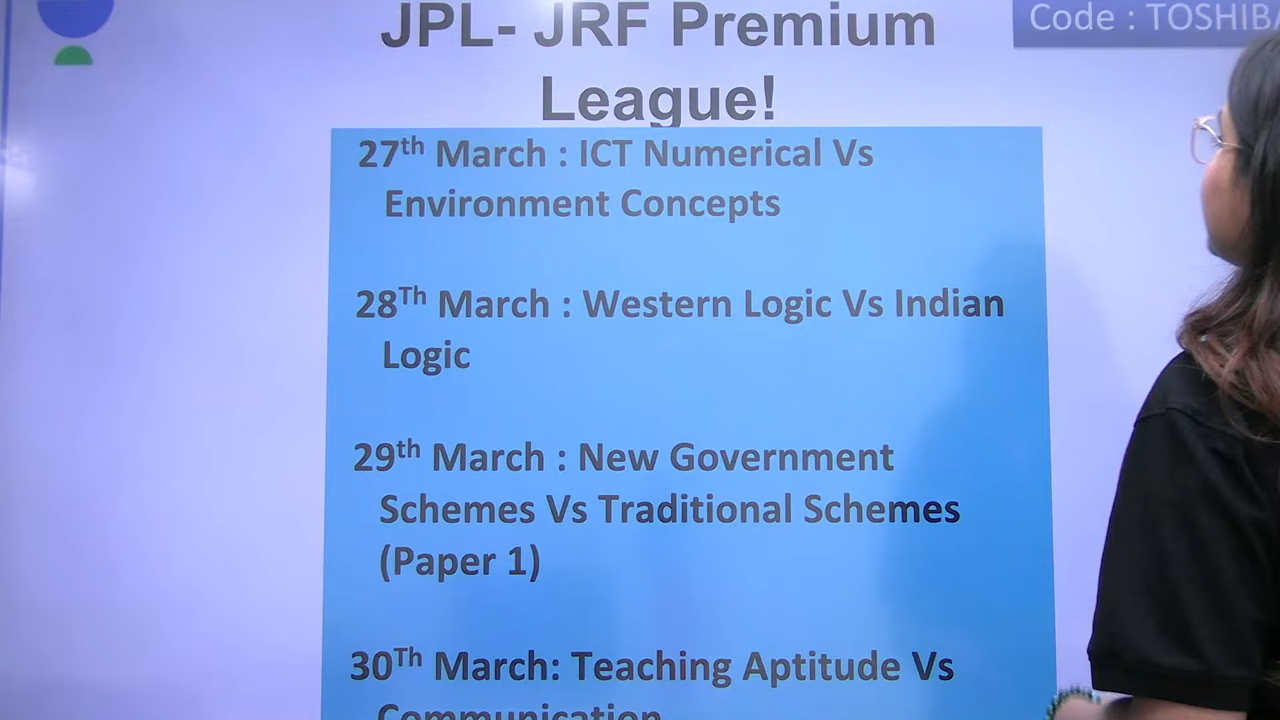 JPL- JRF Premium
League!
Code : TOSHIBA
27th March : ICT Numerical Vs
Environment Concepts
28Th March : Western Logic Vs Indian
Logic
29th March : New Government
Schemes Vs Traditional Schemes
(Paper 1)
30Th March: Teaching Aptitude Vs
Communication